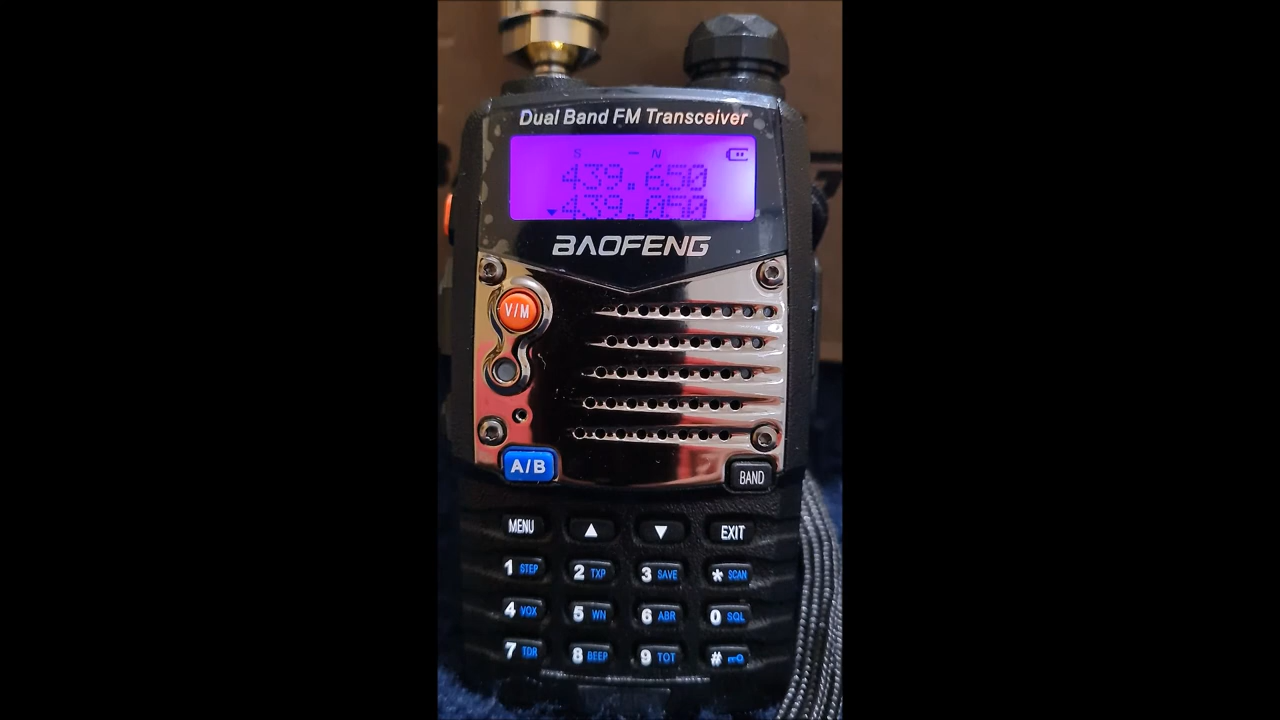 Dual Band FM Transceiver
S - N
439.650
▼439.050
BAOFENG
V/M
A/B
BAND
MENU ▲ ▼ EXIT
1 STEP 2 TXP 3 SAVE * SCAN
4 VOX 5 WN 6 ABR 0 SQL
7 TDR 8 BEEP 9 TOT #